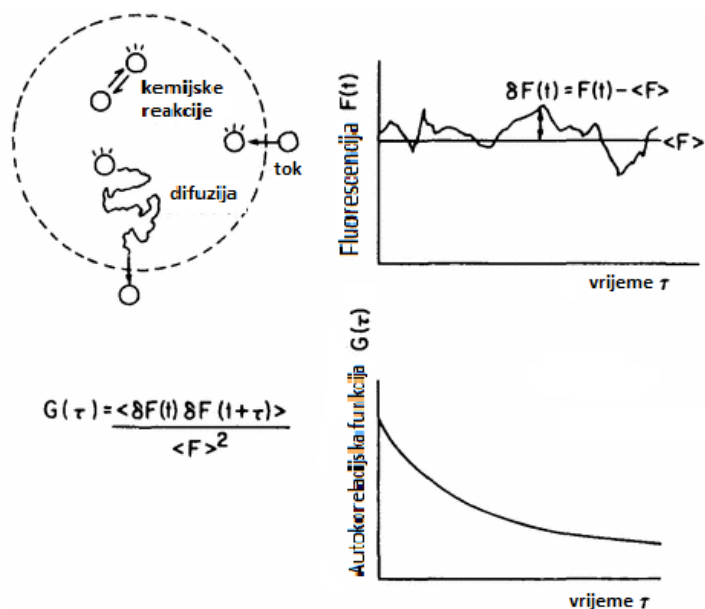 kemijske
reakcije
tok
difuzija
Fluorescencija F(t)
δF(t) = F(t) - <F>
<F>
vrijeme τ
G(τ) = <δF(t) δF(t+τ)>
<F>²
Autokorelacijska funkcija G(τ)
vrijeme τ